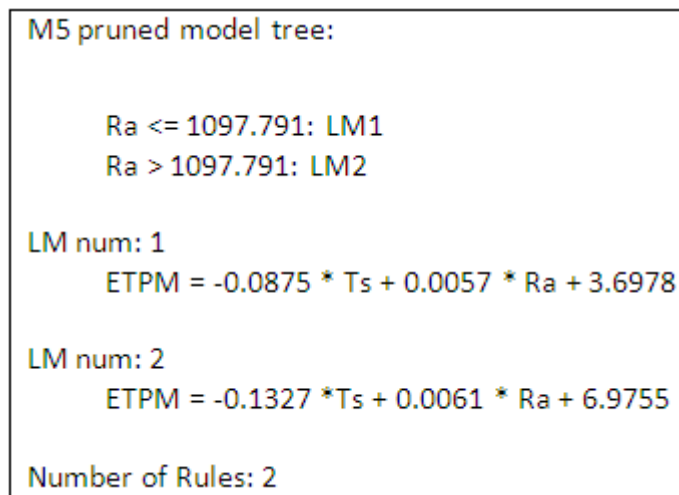 M5 pruned model tree:
Ra <= 1097.791: LM1
Ra > 1097.791: LM2
LM num: 1
ETPM = -0.0875 * Ts + 0.0057 * Ra + 3.6978
LM num: 2
ETPM = -0.1327 *Ts + 0.0061 * Ra + 6.9755
Number of Rules: 2